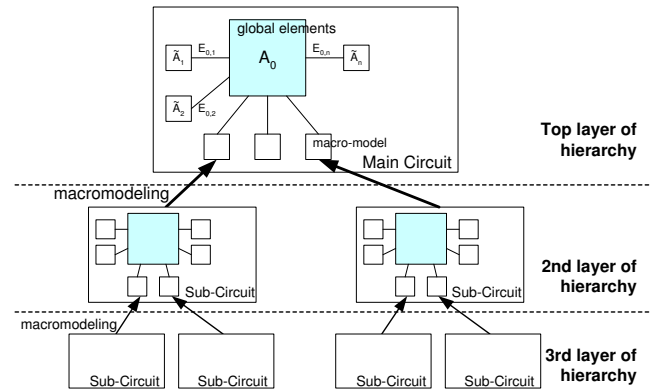 global elements
E0,1
E0,n
Ã1
A0
Ãn
Ã2
E0,2
macro-model
Main Circuit
Top layer of
hierarchy
macromodeling
Sub-Circuit
Sub-Circuit
2nd layer of
hierarchy
macromodeling
Sub-Circuit
Sub-Circuit
Sub-Circuit
Sub-Circuit
3rd layer of
hierarchy